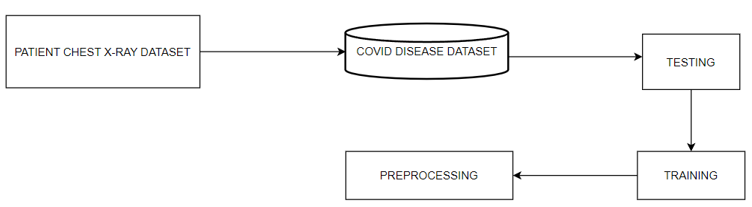 PATIENT CHEST X-RAY DATASET
COVID DISEASE DATASET
TESTING
TRAINING
PREPROCESSING